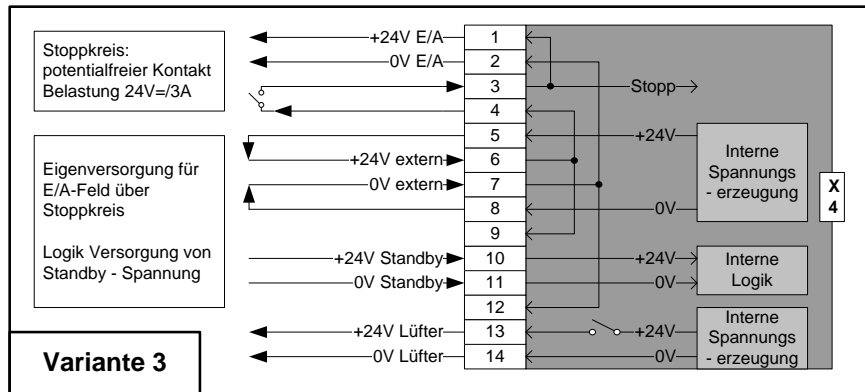 Stoppkreis:
potentialfreier Kontakt
Belastung 24V=/3A
Eigenversorgung für
E/A-Feld über
Stoppkreis
Logik Versorgung von
Standby - Spannung
Variante 3
+24V E/A
0V E/A
+24V extern
0V extern
+24V Standby
0V Standby
+24V Lüfter
0V Lüfter
1
2
3
4
5
6
7
8
9
10
11
12
13
14
Stopp
+24V
0V
+24V
0V
+24V
0V
Interne
Spannungs
- erzeugung
Interne
Logik
Interne
Spannungs
- erzeugung
X
4